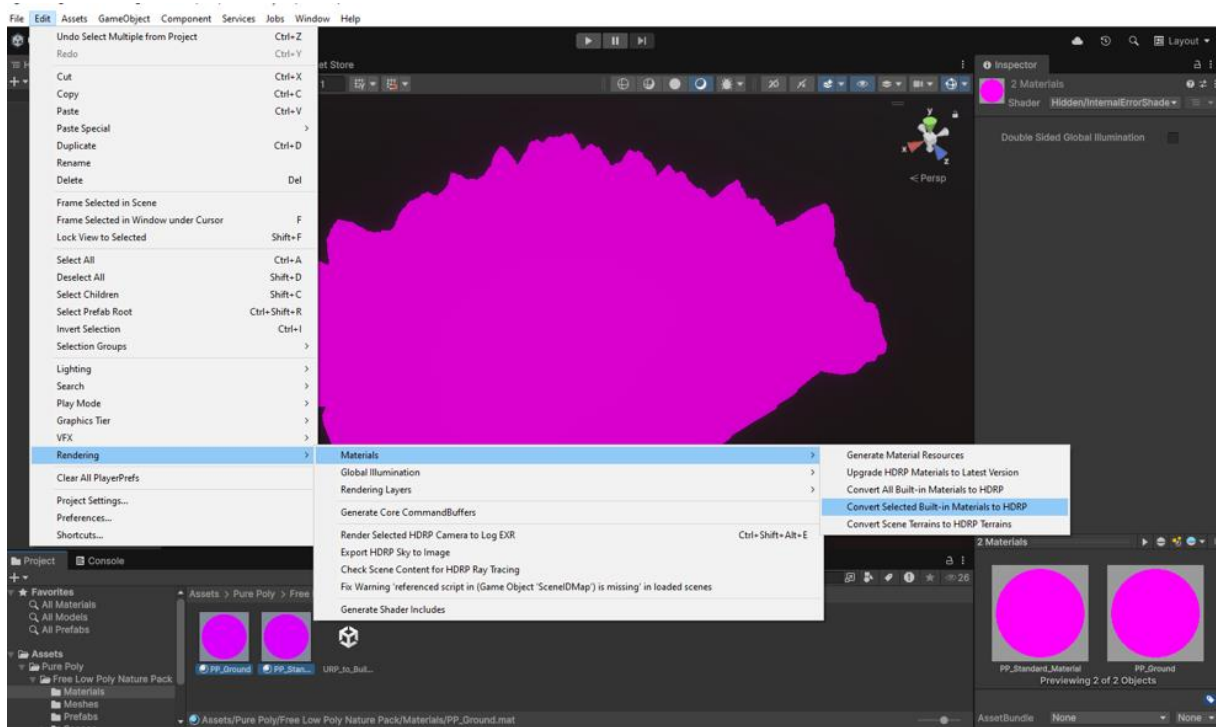 File Edit Assets GameObject Component Services Jobs Window Help
Undo Select Multiple from Project Ctrl+Z
Redo Ctrl+Y
Cut Ctrl+X
Copy Ctrl+C
Paste Ctrl+V
Paste Special
Duplicate Ctrl+D
Rename
Delete Del
Frame Selected in Scene
Frame Selected in Window under Cursor F
Lock View to Selected Shift+F
Select All Ctrl+A
Deselect All Shift+D
Select Children Shift+C
Select Prefab Root Ctrl+Shift+R
Invert Selection Ctrl+I
Selection Groups
Lighting
Search
Play Mode
Graphics Tier
VFX
Rendering
Clear All PlayerPrefs
Project Settings...
Preferences...
Shortcuts...
Materials
Global Illumination
Rendering Layers
Generate Core CommandBuffers
Render Selected HDRP Camera to Log EXR Ctrl+Shift+Alt+E
Export HDRP Sky to Image
Check Scene Content for HDRP Ray Tracing
Fix Warning 'referenced script in (Game Object 'SceneIDMap') is missing' in loaded scenes
Generate Shader Includes
Generate Material Resources
Upgrade HDRP Materials to Latest Version
Convert All Built-in Materials to HDRP
Convert Selected Built-in Materials to HDRP
Convert Scene Terrains to HDRP Terrains
et Store
1
y
x
z
< Persp
Layout
Inspector
2 Materials
Shader Hidden/InternalErrorShade
Double Sided Global Illumination
Project Console
26
Favorites
All Materials
All Models
All Prefabs
Assets
Pure Poly
Free Low Poly Nature Pack
Materials
Meshes
Prefabs
Assets > Pure Poly > Free
PP_Ground PP_Stan... URP_to_Buil...
Assets/Pure Poly/Free Low Poly Nature Pack/Materials/PP_Ground.mat
2 Materials
PP_Standard_Material PP_Ground
Previewing 2 of 2 Objects
AssetBundle None None